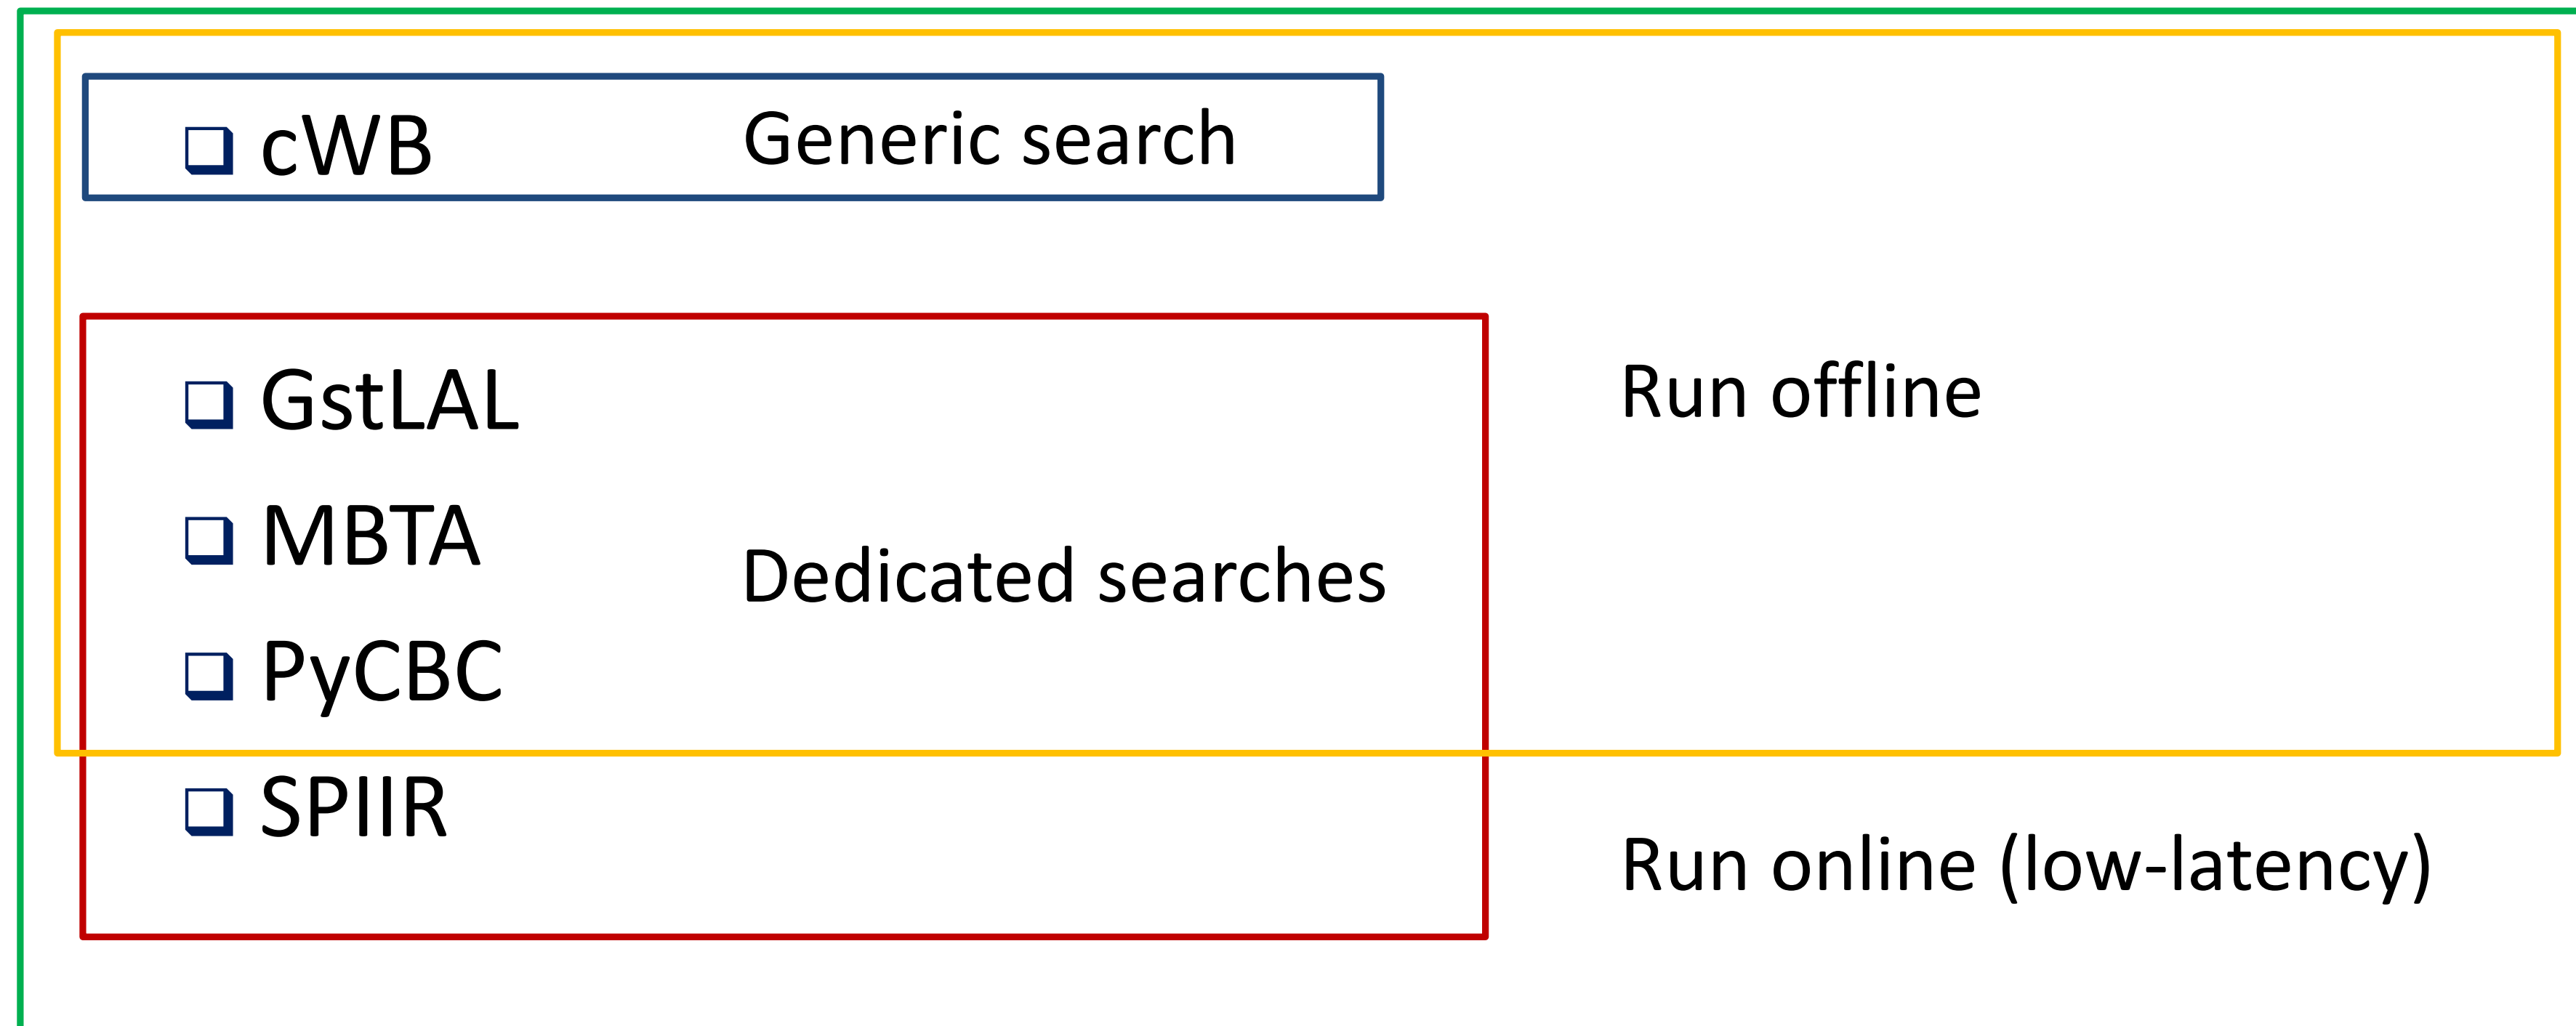 cWB Generic search
GstLAL
Run offline
MBTA
Dedicated searches
PyCBC
SPIIR
Run online (low-latency)